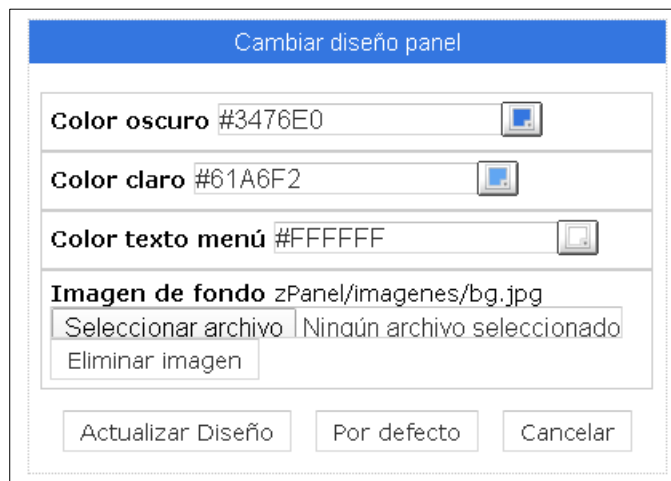 Cambiar diseño panel
Color oscuro #3476E0
Color claro #61A6F2
Color texto menú #FFFFFF
Imagen de fondo zPanel/imagenes/bg.jpg
Seleccionar archivo Ningún archivo seleccionado
Eliminar imagen
Actualizar Diseño Por defecto Cancelar